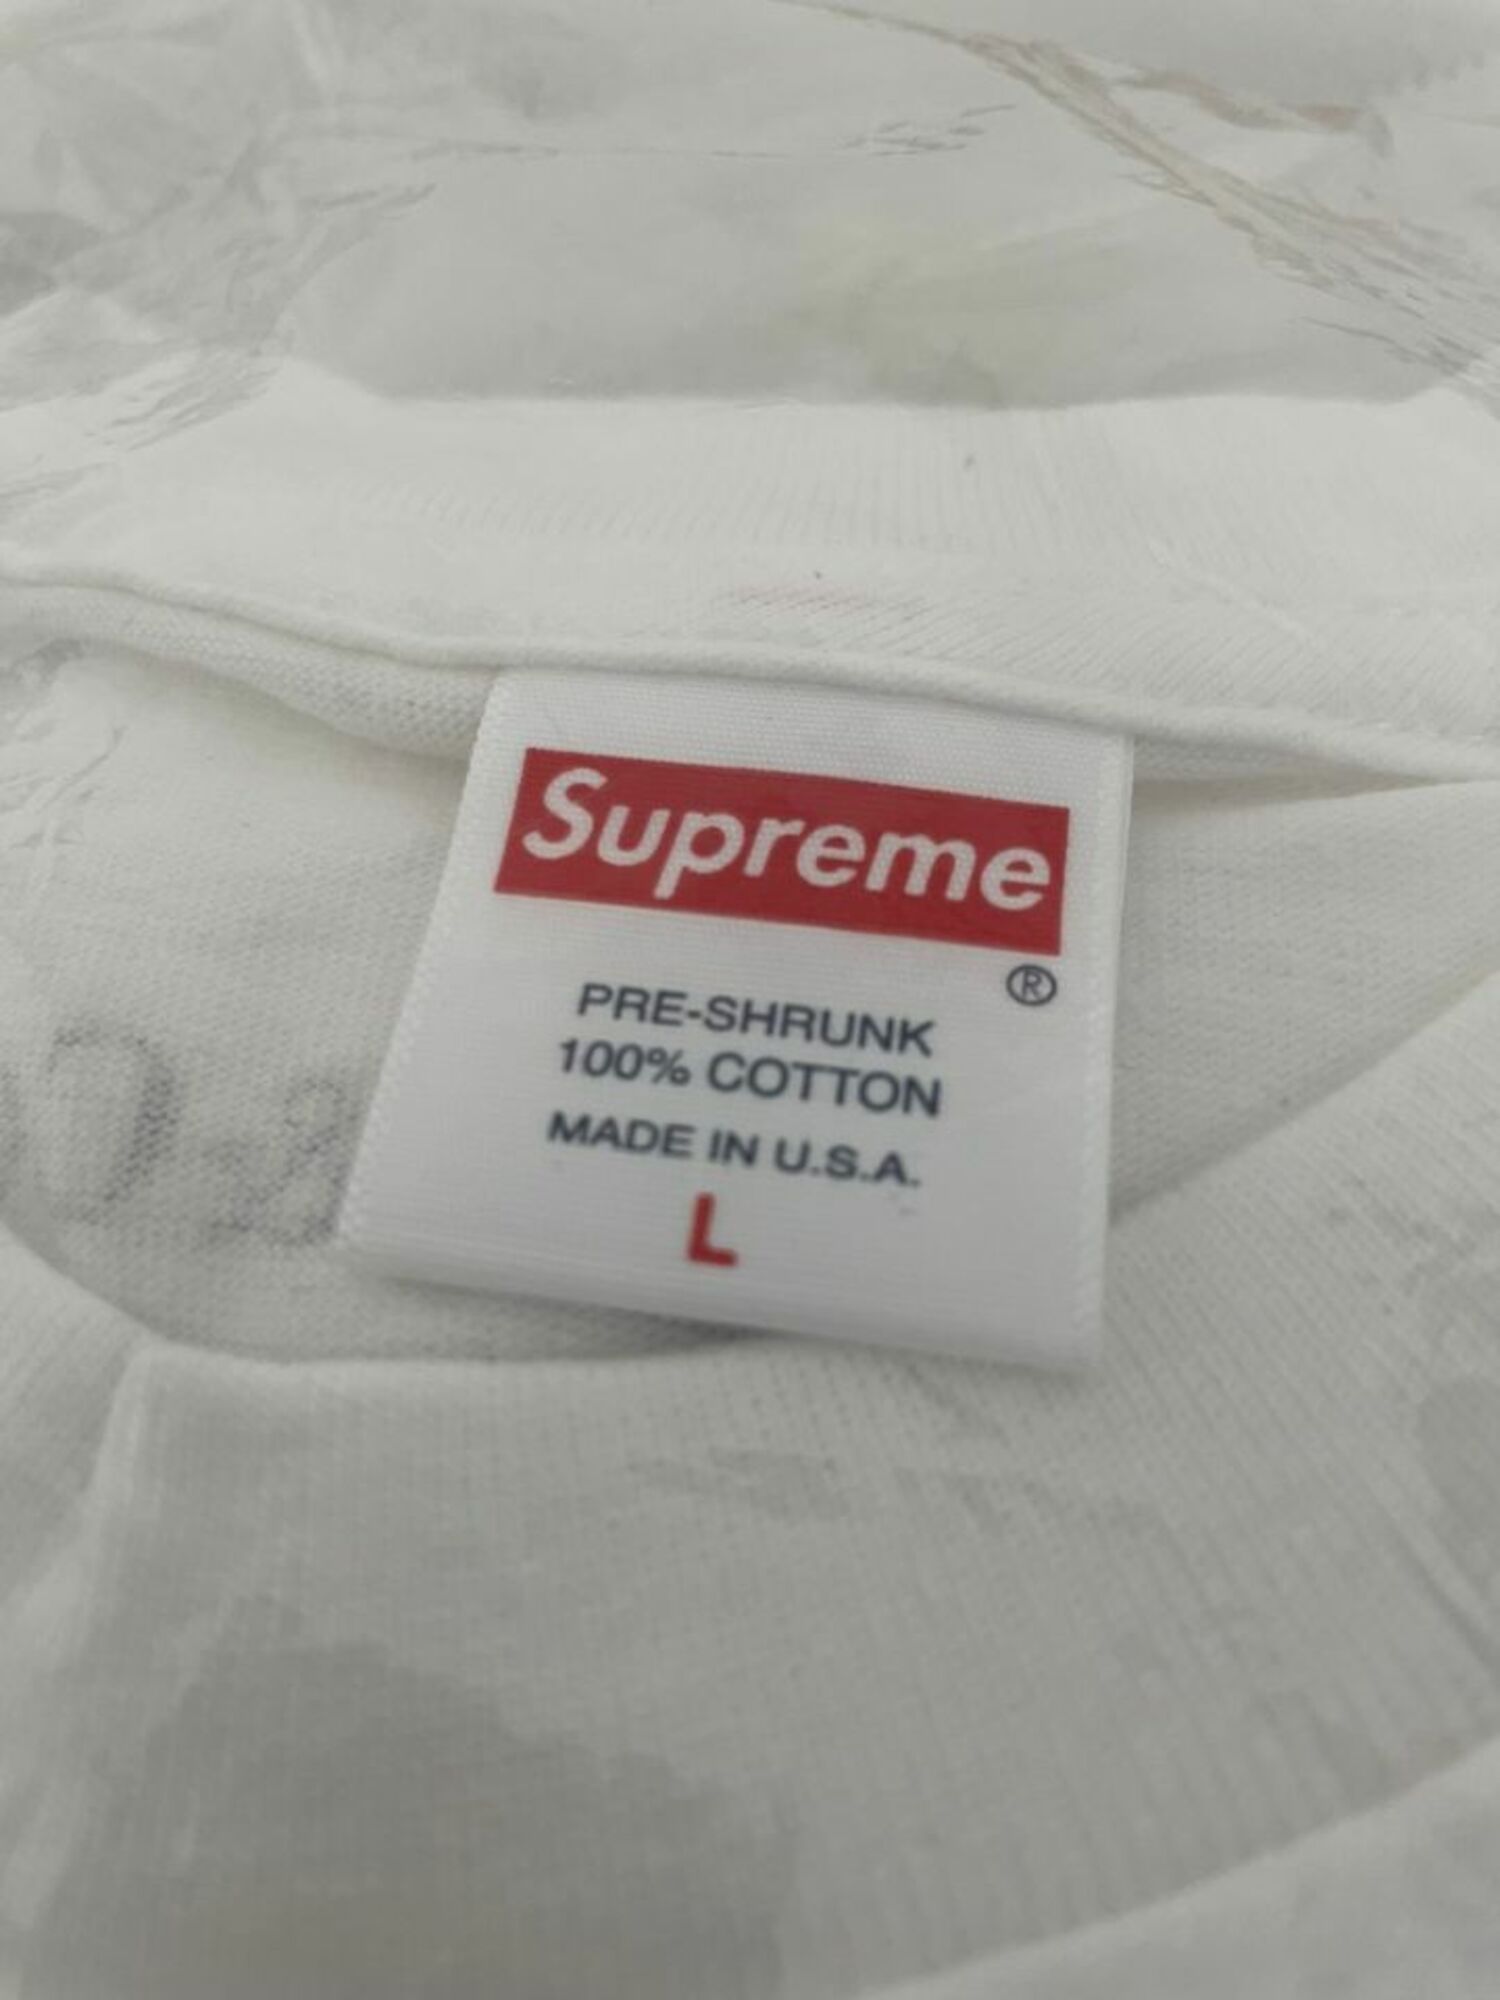 Supreme
®
PRE-SHRUNK
100% COTTON
MADE IN U.S.A.
L